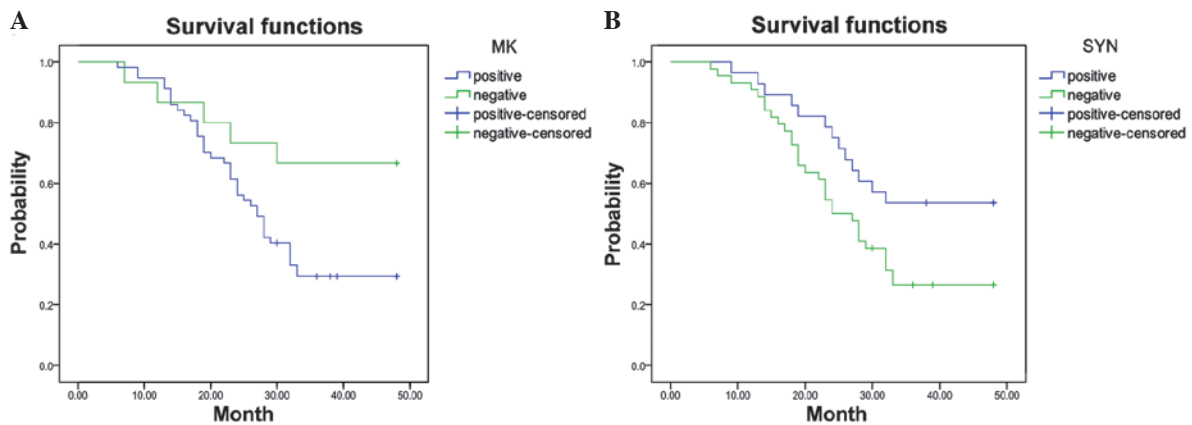 A
Survival functions
MK
positive
negative
positive-censored
negative-censored
Probability
1.0
0.8
0.6
0.4
0.2
0.0
0.00 10.00 20.00 30.00 40.00 50.00
Month
B
Survival functions
SYN
positive
negative
positive-censored
negative-censored
Probability
1.0
0.8
0.6
0.4
0.2
0.0
0.00 10.00 20.00 30.00 40.00 50.00
Month